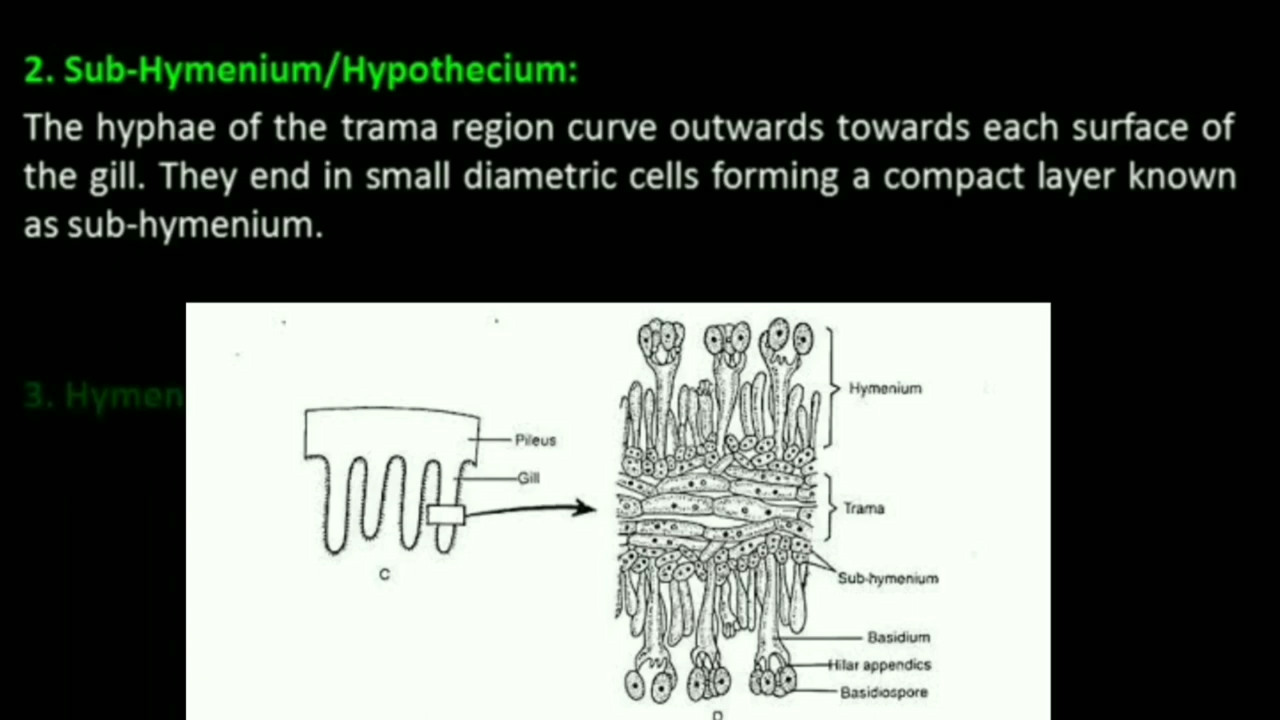 2. Sub-Hymenium/Hypothecium:
The hyphae of the trama region curve outwards towards each surface of
the gill. They end in small diametric cells forming a compact layer known
as sub-hymenium.
3. Hymen
Hymenium
Pileus
Gill
Trama
C
Sub-hymenium
Basidium
Hilar appendics
Basidiospore
D